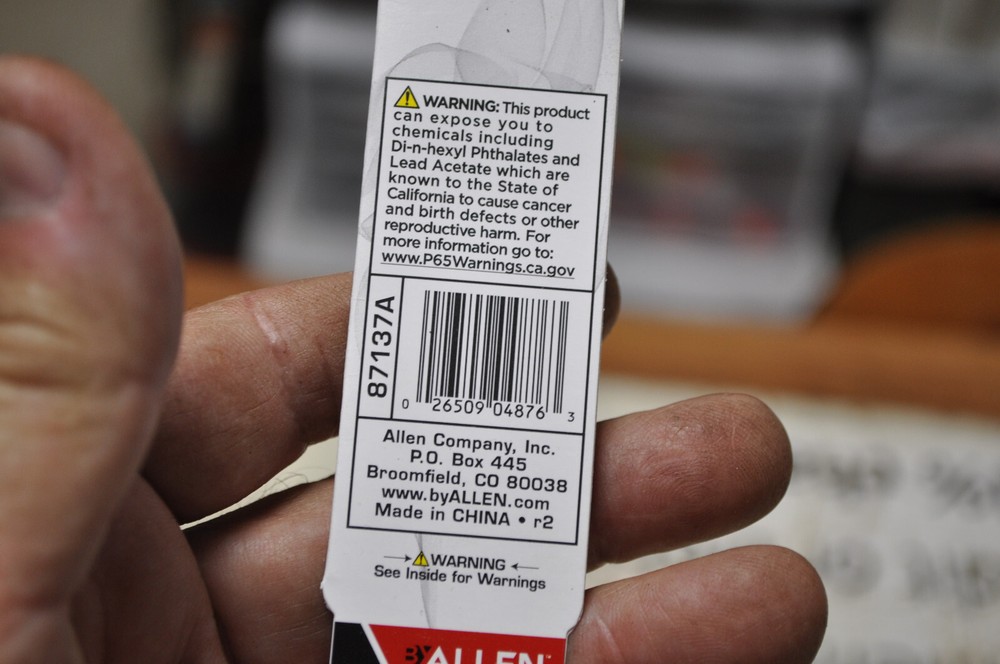 WARNING: This product
can expose you to
chemicals including
Di-n-hexyl Phthalates and
Lead Acetate which are
known to the State of
California to cause cancer
and birth defects or other
reproductive harm. For
more information go to:
www.P65Warnings.ca.gov
87137A
0 26509 04876 3
Allen Company, Inc.
P.O. Box 445
Broomfield, CO 80038
www.byALLEN.com
Made in CHINA • r2
WARNING
See Inside for Warnings
BY ALLEN